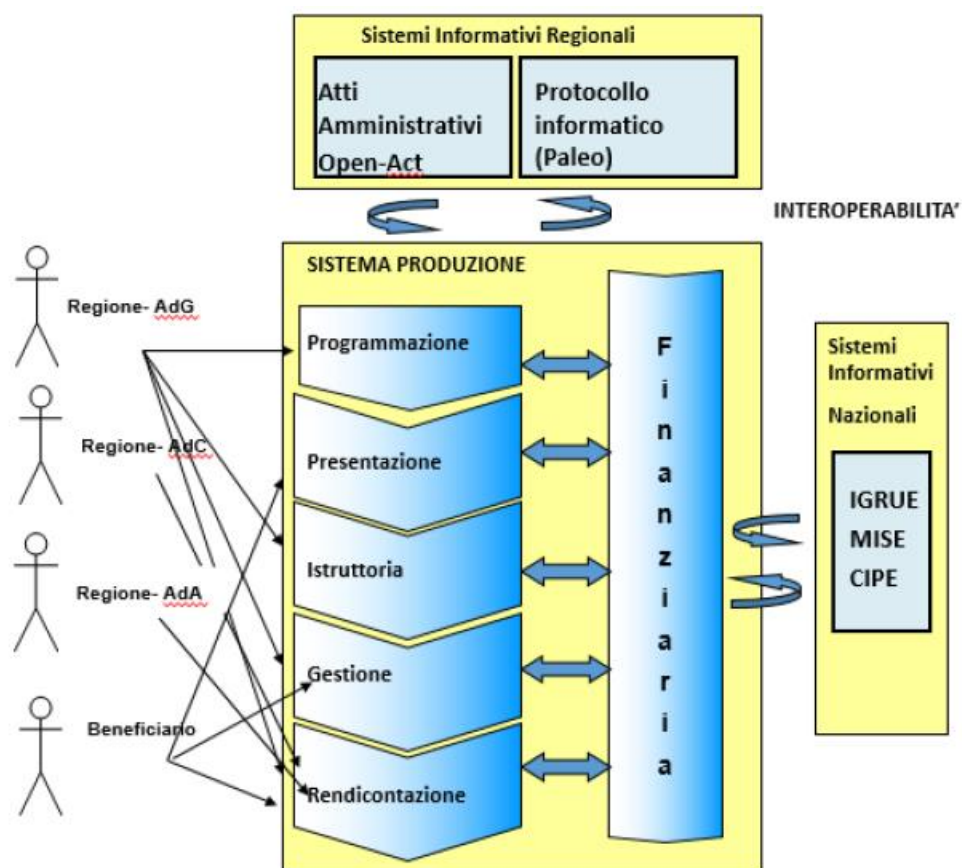 Sistemi Informativi Regionali
Atti
Amministrativi
Open-Act
Protocollo
informatico
(Paleo)
INTEROPERABILITA'
SISTEMA PRODUZIONE
Regione- AdG
Regione- AdC
Regione- AdA
Beneficiario
Programmazione
Presentazione
Istruttoria
Gestione
Rendicontazione
F
i
n
a
n
z
i
a
r
i
a
Sistemi
Informativi
Nazionali
IGRUE
MISE
CIPE